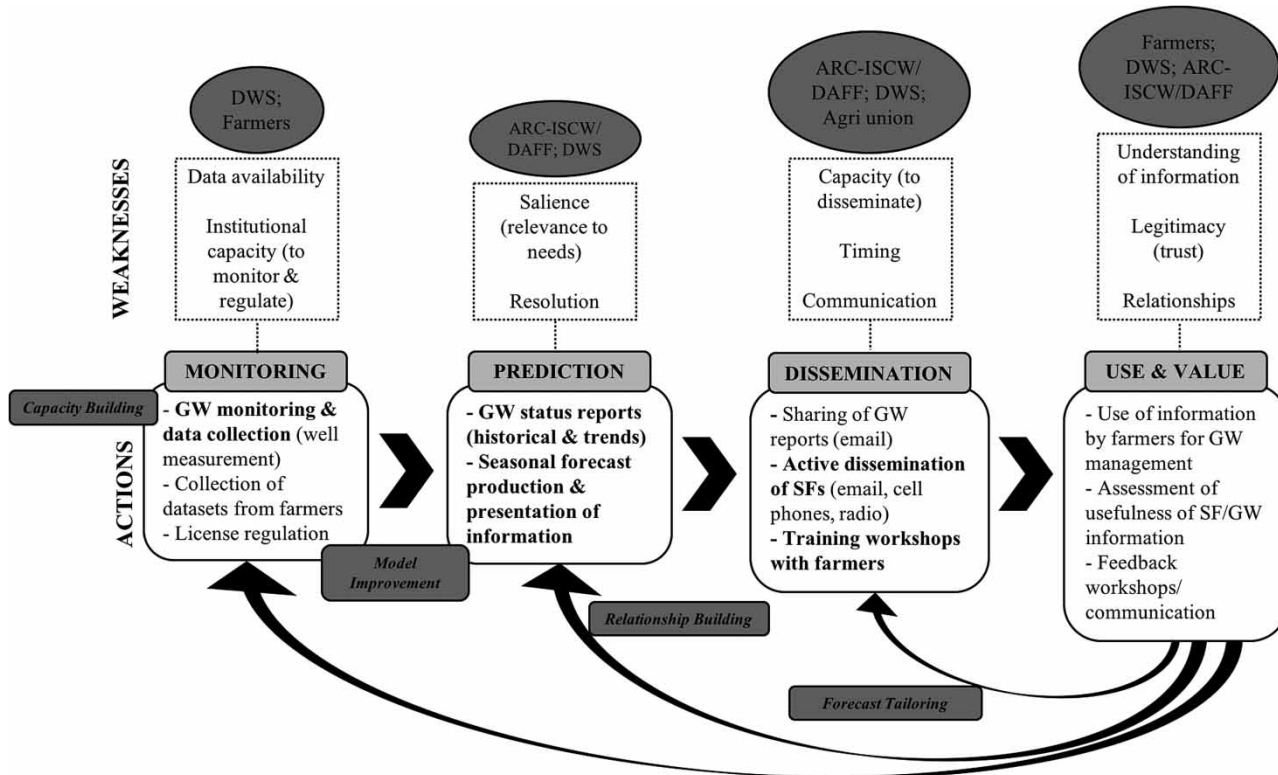 DWS;
Farmers
ARC-ISCW/
DAFF; DWS
ARC-ISCW/
DAFF; DWS;
Agri union
Farmers;
DWS; ARC-
ISCW/DAFF
WEAKNESSES
Data availability
Institutional
capacity (to
monitor &
regulate)
Salience
(relevance to
needs)
Resolution
Capacity (to
disseminate)
Timing
Communication
Understanding
of information
Legitimacy
(trust)
Relationships
ACTIONS
Capacity Building
MONITORING
- GW monitoring &
data collection (well
measurement)
- Collection of
datasets from farmers
- License regulation
Model
Improvement
PREDICTION
- GW status reports
(historical & trends)
- Seasonal forecast
production &
presentation of
information
Relationship Building
DISSEMINATION
- Sharing of GW
reports (email)
- Active dissemination
of SFs (email, cell
phones, radio)
- Training workshops
with farmers
Forecast Tailoring
USE & VALUE
- Use of information
by farmers for GW
management
- Assessment of
usefulness of SF/GW
information
- Feedback
workshops/
communication